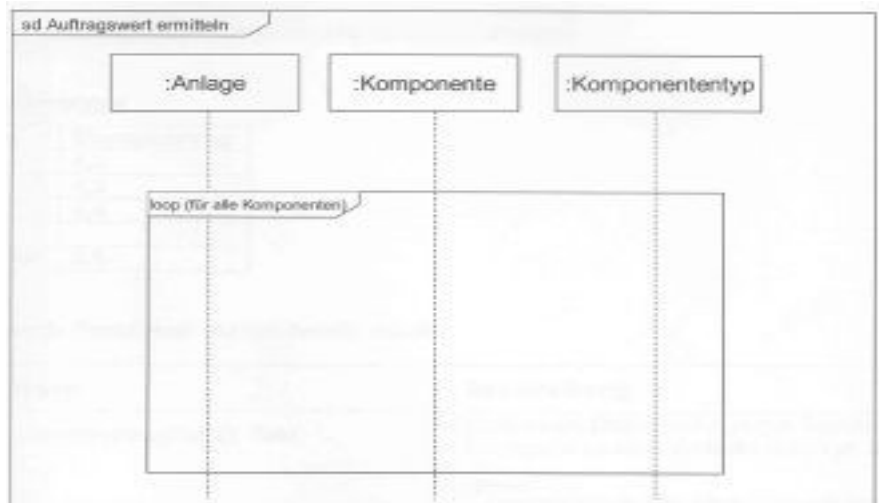 sd Auftragswert ermitteln
:Anlage
:Komponente
:Komponententyp
loop (für alle Komponenten)